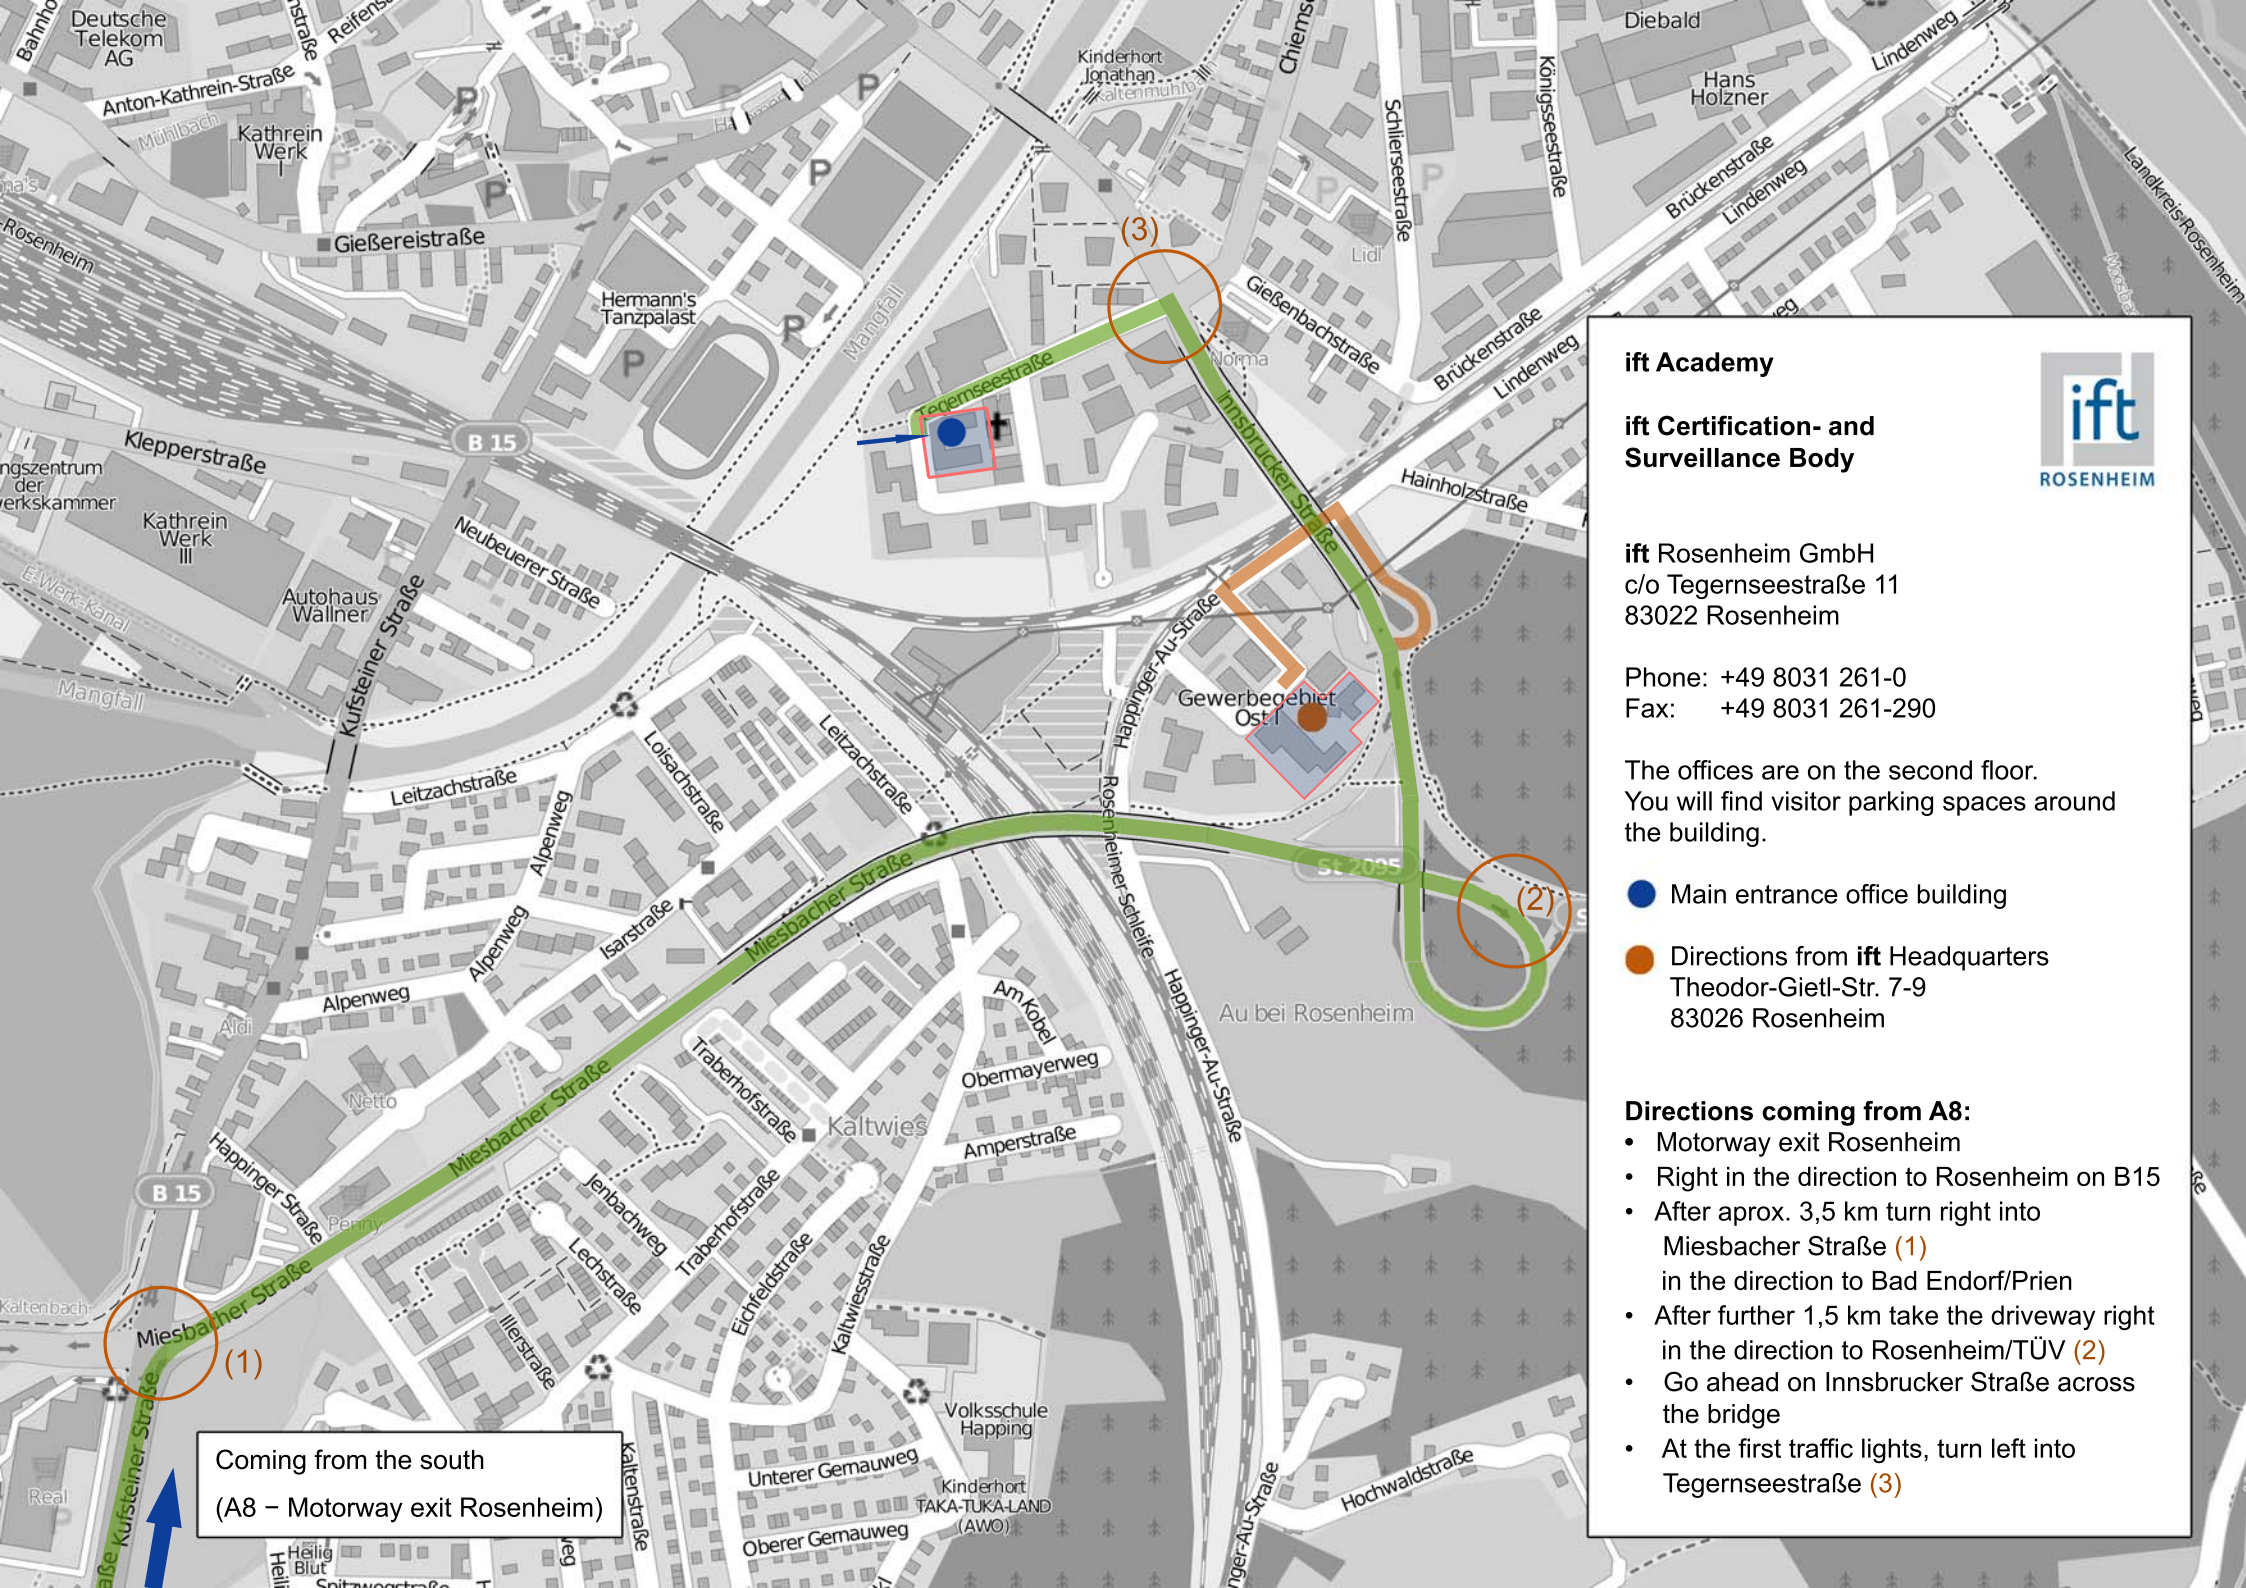 Deutsche
Telekom
AG
Anton-Kathrein-Straße
Mühlbach
Kathrein
Werk
I
Gießereistraße
Hermann's
Tanzpalast
P
P
P
P
P
P
P
P
P
P
Kinderhort
Jonathan
Mangfall
Schlierseestraße
Königsseestraße
Diebald
Hans
Holzner
Lindenweg
Brückenstraße
Lindenweg
Landkreis Rosenheim
Lidl
(3)
Gießenbachstraße
Norma
Brückenstraße
Lindenweg
Tegernseestraße
Innsbrucker Straße
Hainholzstraße
B 15
Klepperstraße
Kathrein
Werk
III
Neubeuerer Straße
Autohaus
Wallner
E-Werk-Kanal
Mangfall
Kufsteiner Straße
Happinger-Au-Straße
Gewerbegebiet
Ost I
Leitzachstraße
Leitzachstraße
Loisachstraße
Alpenweg
Rosenheimer Schleife
St 2095
(2)
Miesbacher Straße
Isarstraße
Alpenweg
Alpenweg
Aldi
Am Kobel
Happinger-Au-Straße
Au bei Rosenheim
Traberhofstraße
Obermayerweg
Miesbacher Straße
Netto
Kaltwies
Amperstraße
Happinger Straße
B 15
Penny
Jenbachweg
Traberhofstraße
Lechstraße
Eichfeldstraße
Kaltwiesstraße
Miesbacher Straße
Kaltenbach
Miesbacher Straße
(1)
Illerstraße
Kufsteiner Straße
Real
Volksschule
Happing
Kaltenstraße
Unterer Gemauweg
Kinderhort
TAKA-TUKA-LAND
(AWO)
Oberer Gemauweg
Hochwaldstraße
Heilig
Blut
Coming from the south
(A8 − Motorway exit Rosenheim)
ift Academy
ift Certification- and
Surveillance Body
ift
ROSENHEIM
ift Rosenheim GmbH
c/o Tegernseestraße 11
83022 Rosenheim
Phone: +49 8031 261-0
Fax: +49 8031 261-290
The offices are on the second floor.
You will find visitor parking spaces around
the building.
Main entrance office building
Directions from ift Headquarters
Theodor-Gietl-Str. 7-9
83026 Rosenheim
Directions coming from A8:
• Motorway exit Rosenheim
• Right in the direction to Rosenheim on B15
• After aprox. 3,5 km turn right into
Miesbacher Straße (1)
in the direction to Bad Endorf/Prien
• After further 1,5 km take the driveway right
in the direction to Rosenheim/TÜV (2)
• Go ahead on Innsbrucker Straße across
the bridge
• At the first traffic lights, turn left into
Tegernseestraße (3)